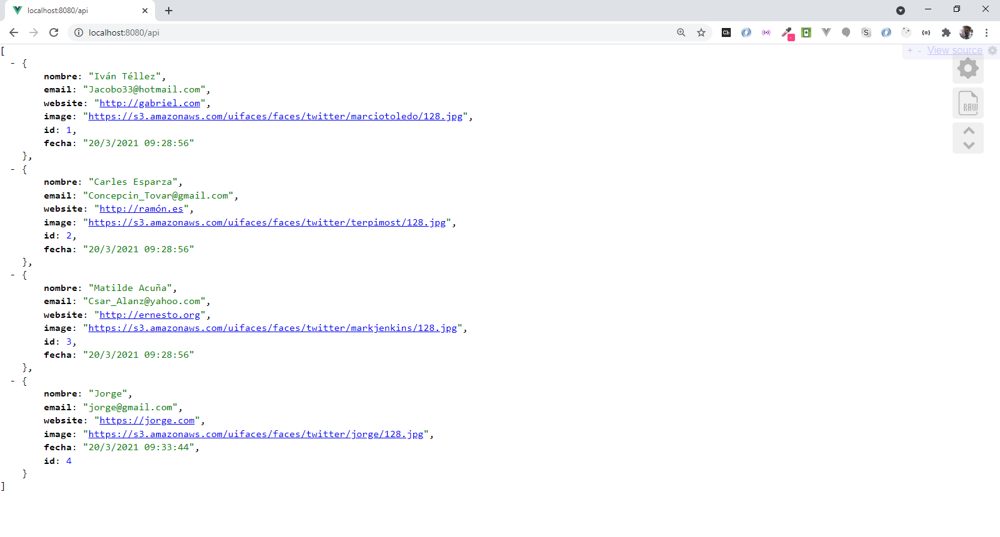 localhost:8080/api
localhost:8080/api
+ - View source
[
- {
nombre: "Iván Téllez",
email: "Jacobo33@hotmail.com",
website: "http://gabriel.com",
image: "https://s3.amazonaws.com/uifaces/faces/twitter/marciotoledo/128.jpg",
id: 1,
fecha: "20/3/2021 09:28:56"
},
- {
nombre: "Carles Esparza",
email: "Concepcin_Tovar@gmail.com",
website: "http://ramón.es",
image: "https://s3.amazonaws.com/uifaces/faces/twitter/terpimost/128.jpg",
id: 2,
fecha: "20/3/2021 09:28:56"
},
- {
nombre: "Matilde Acuña",
email: "Csar_Alanz@yahoo.com",
website: "http://ernesto.org",
image: "https://s3.amazonaws.com/uifaces/faces/twitter/markjenkins/128.jpg",
id: 3,
fecha: "20/3/2021 09:28:56"
},
- {
nombre: "Jorge",
email: "jorge@gmail.com",
website: "https://jorge.com",
image: "https://s3.amazonaws.com/uifaces/faces/twitter/jorge/128.jpg",
fecha: "20/3/2021 09:33:44",
id: 4
}
]
RAW